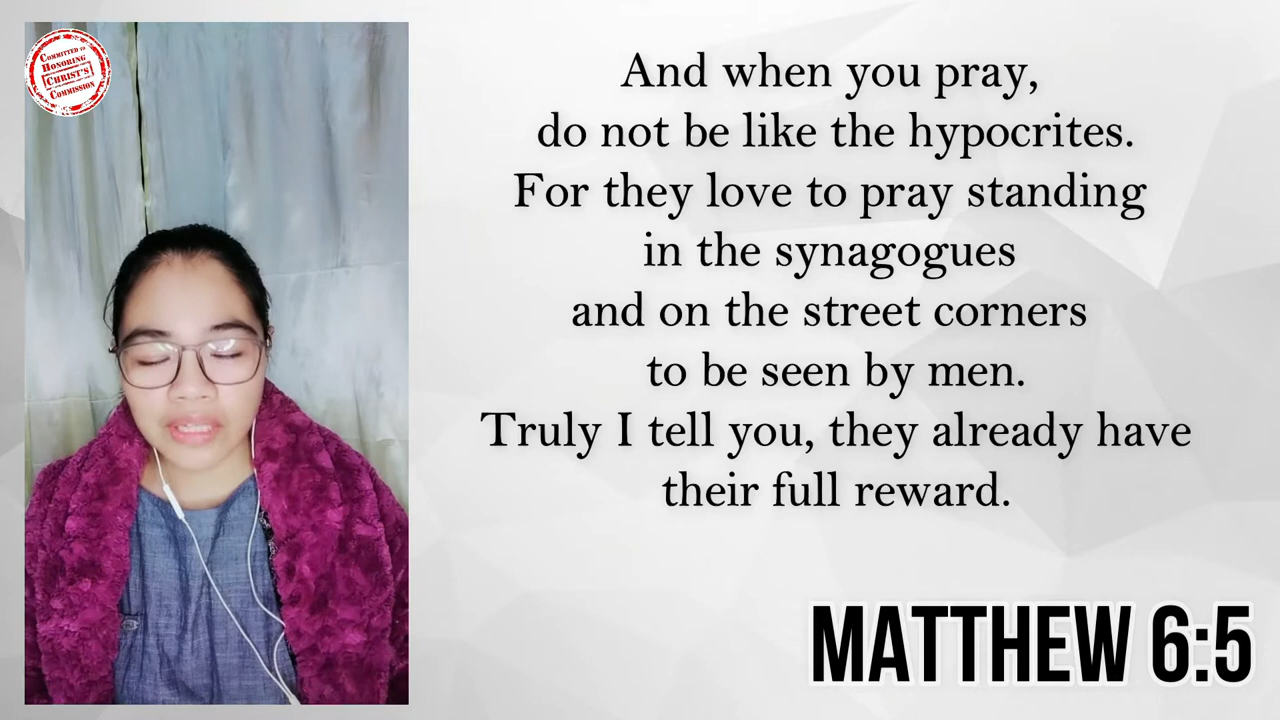 COMMITTED TO
HONORING
CHRIST'S
COMMISSION
And when you pray,
do not be like the hypocrites.
For they love to pray standing
in the synagogues
and on the street corners
to be seen by men.
Truly I tell you, they already have
their full reward.
MATTHEW 6:5